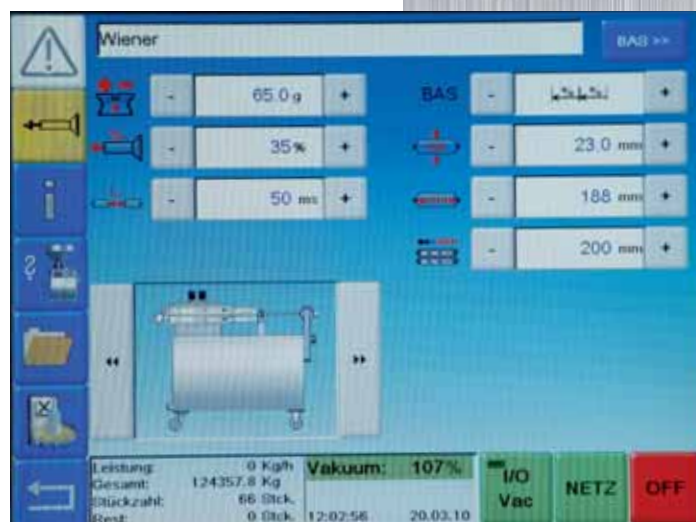 Wiener
BAS >>
- 65.0 g +
BAS - +
- 35 % +
- 23.0 mm +
- 50 ms +
- 188 mm +
- 200 mm +
Leistung: 0 Kg/h
Gesamt: 124357.8 Kg
Stückzahl: 66 Stck.
Rest: 0 Stck.
Vakuum: 107%
12:02:56 20.03.10
I/O
Vac
NETZ
OFF